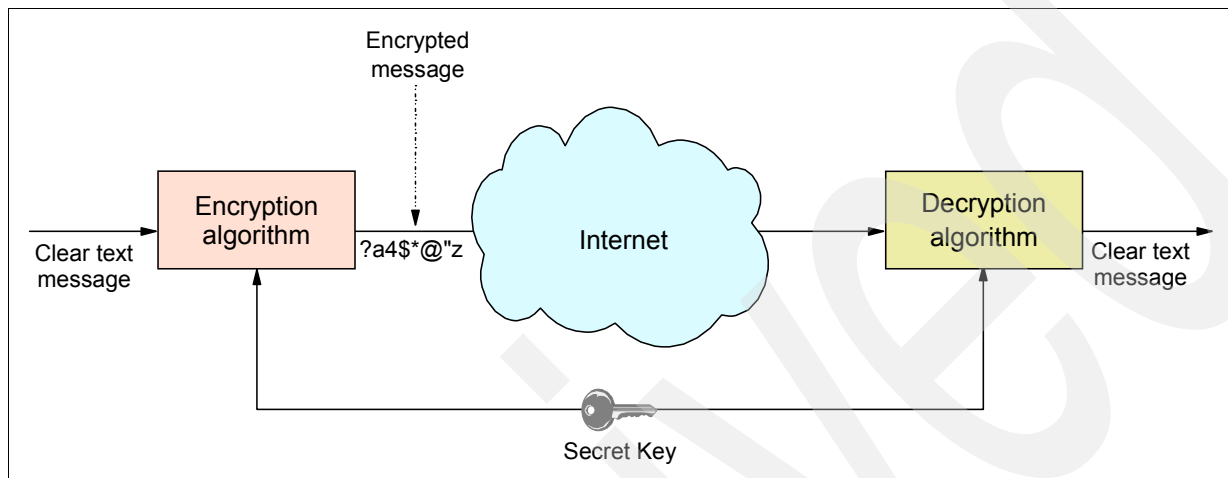 Encrypted
message
Encryption
algorithm
Clear text
message
?a4$*@"z
Internet
Decryption
algorithm
Clear text
message
Secret Key